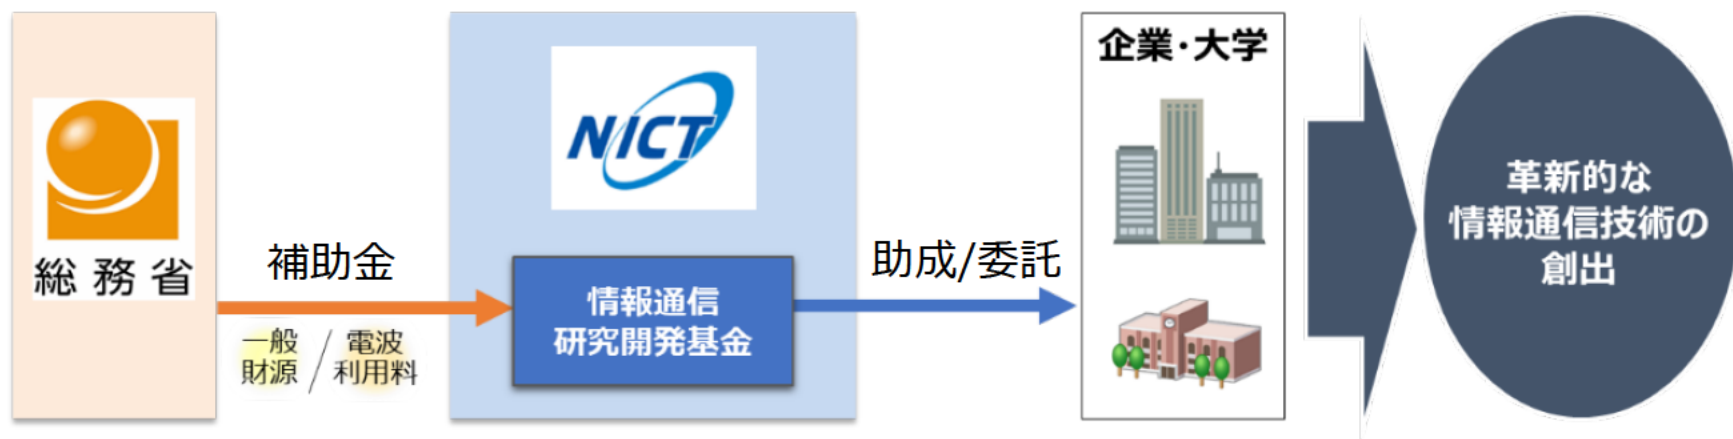 総務省
補助金
一般
財源
/
電波
利用料
NICT
情報通信
研究開発基金
助成/委託
企業・大学
革新的な
情報通信技術の
創出